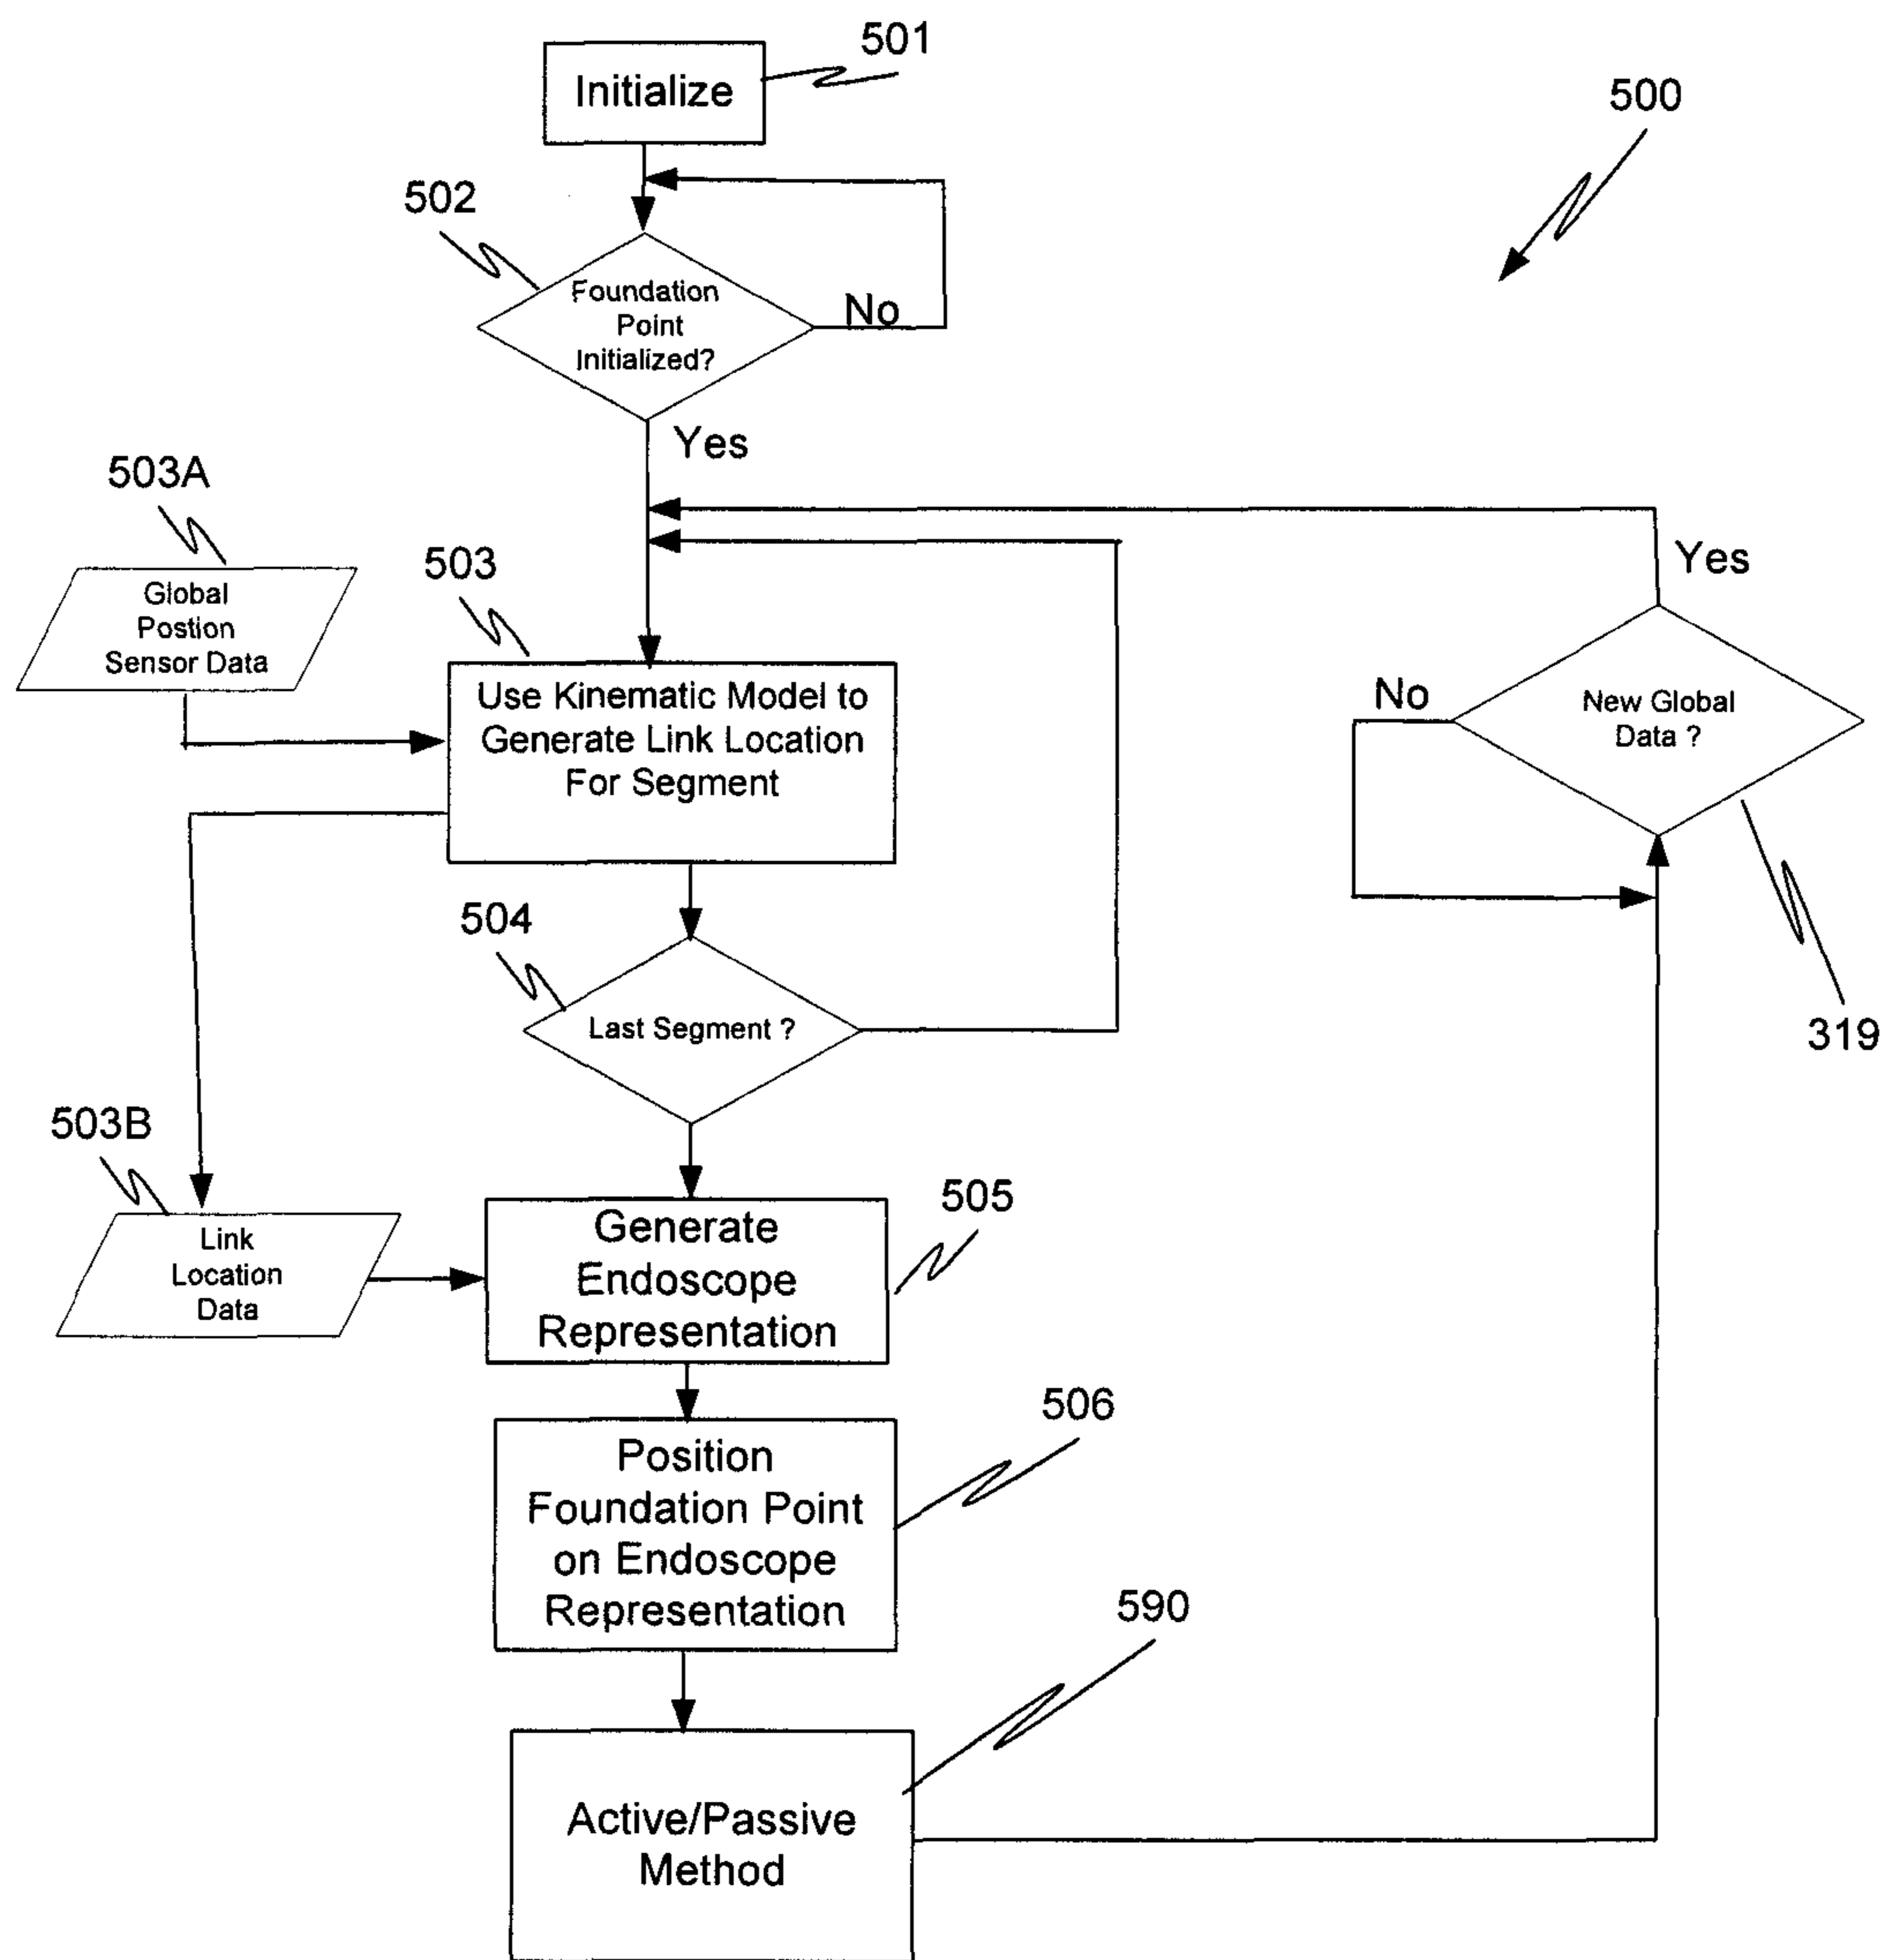 501
Initialize
500
502
Foundation
Point
Initialized?
No
Yes
503A
Global
Postion
Sensor Data
503
Use Kinematic Model to
Generate Link Location
For Segment
Yes
No
New Global
Data ?
319
504
Last Segment ?
503B
Link
Location
Data
505
Generate
Endoscope
Representation
506
Position
Foundation Point
on Endoscope
Representation
590
Active/Passive
Method